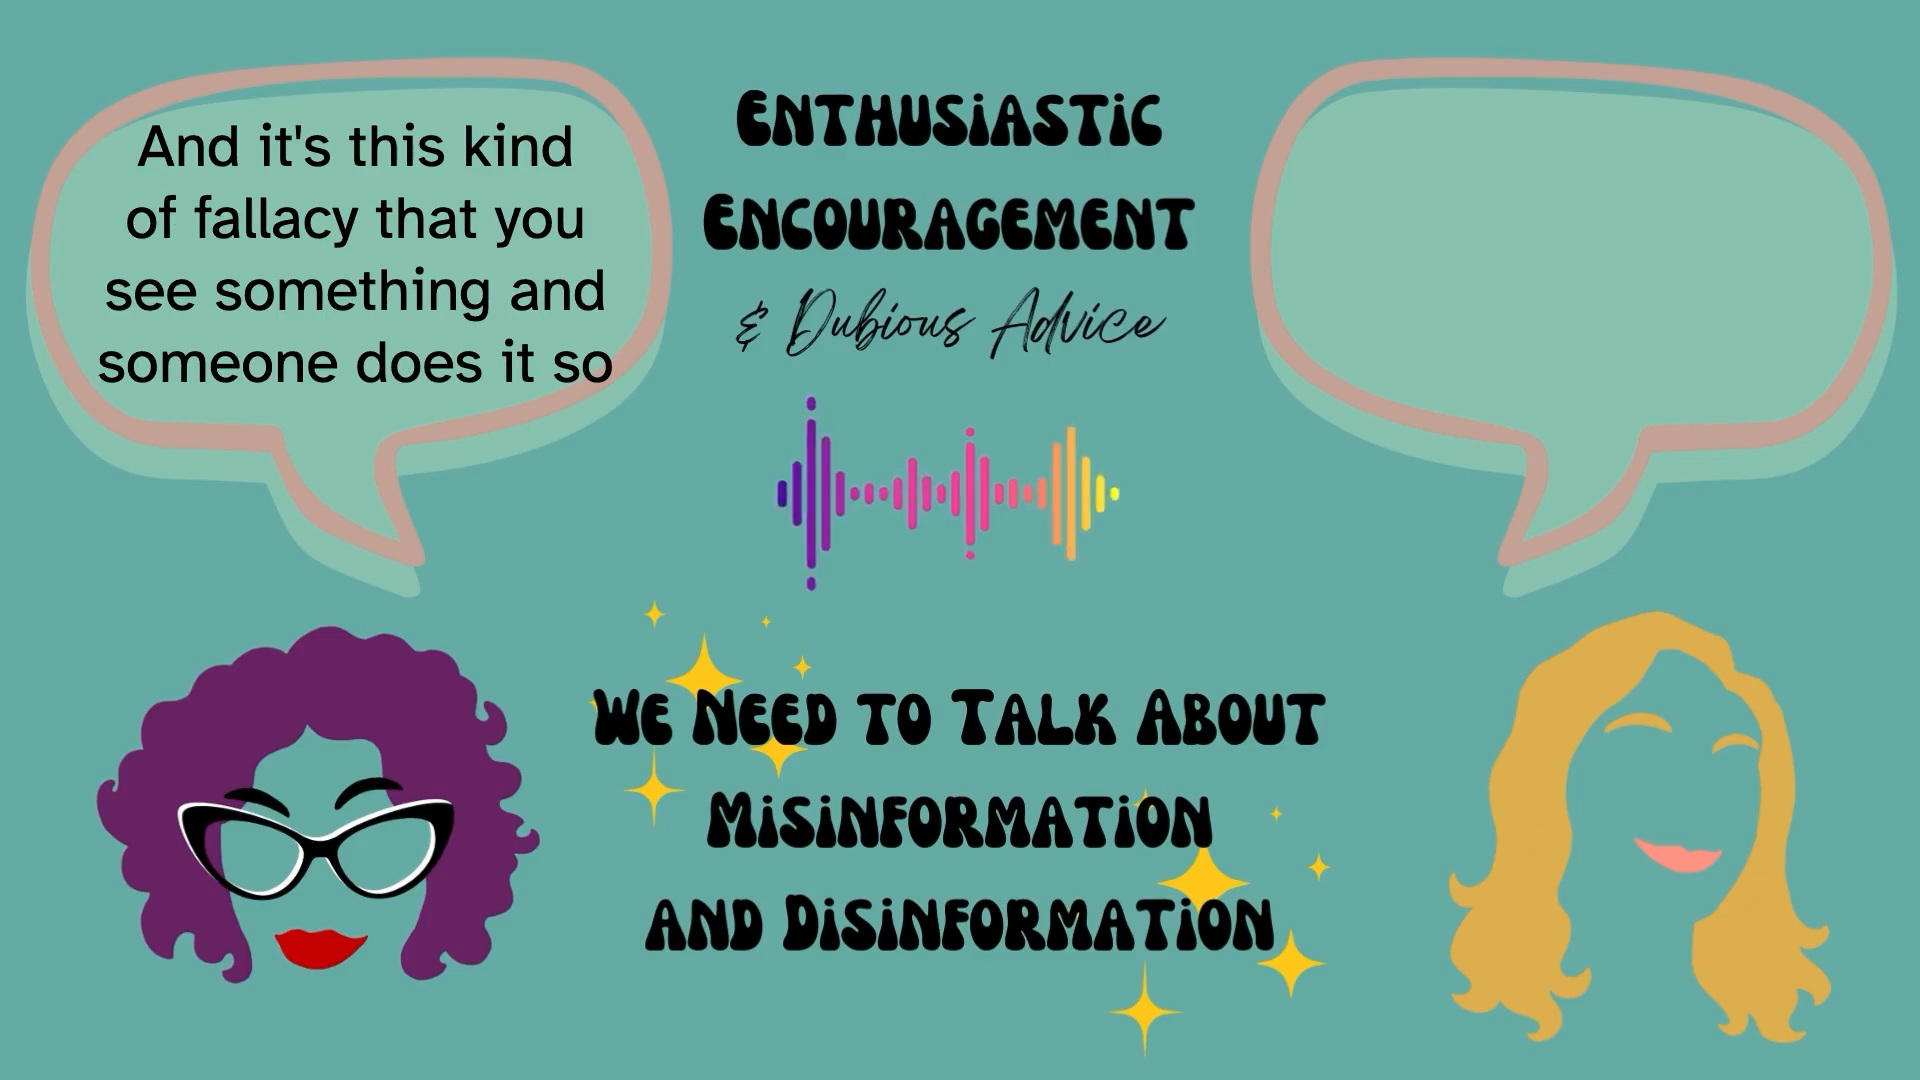 And it's this kind
of fallacy that you
see something and
someone does it so
Enthusiastic
Encouragement
& Dubious Advice
We Need to Talk About
Misinformation
and Disinformation